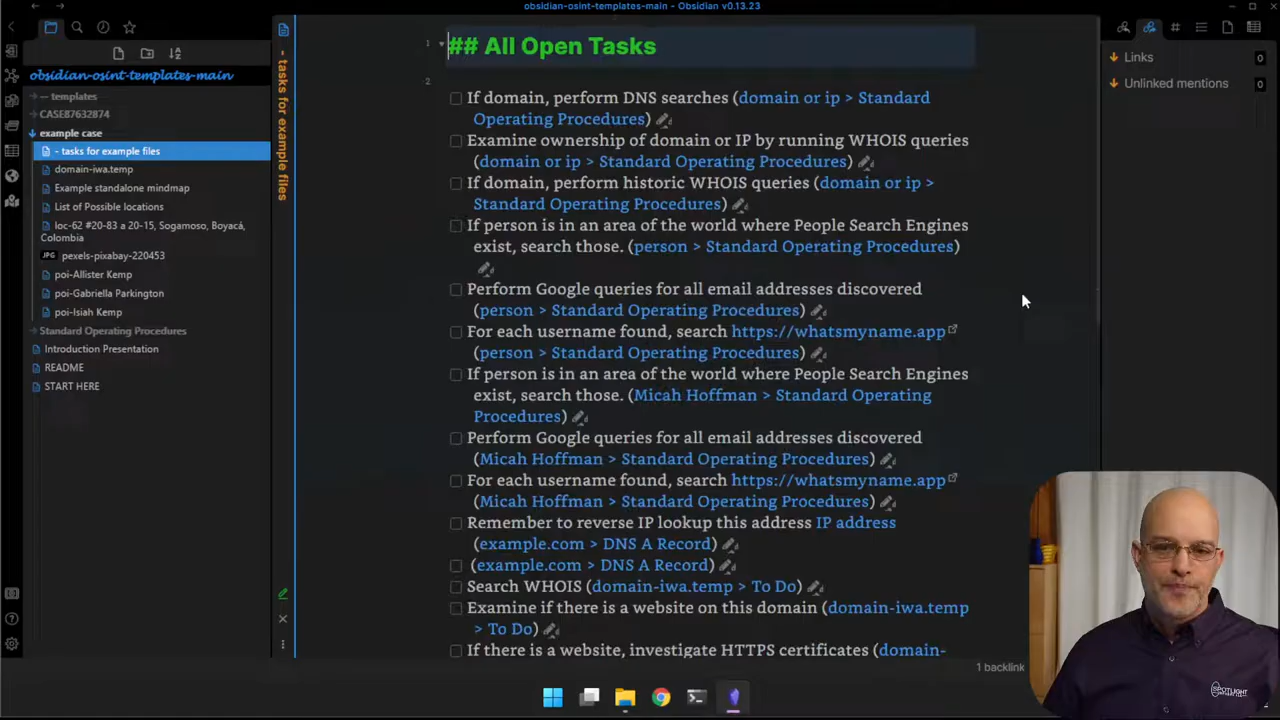 obsidian-osint-templates-main - Obsidian v0.13.23
obsidian-osint-templates-main
templates
CASE87632874
example case
- tasks for example files
domain-iwa.temp
Example standalone mindmap
List of Possible locations
loc-62 #20-83 a 20-15, Sogamoso, Boyacá,
Colombia
JPG pexels-pixabay-220453
poi-Allister Kemp
poi-Gabriella Parkington
poi-Isiah Kemp
Standard Operating Procedures
Introduction Presentation
README
START HERE
- tasks for example files
1 ## All Open Tasks
2
If domain, perform DNS searches (domain or ip > Standard
Operating Procedures)
Examine ownership of domain or IP by running WHOIS queries
(domain or ip > Standard Operating Procedures)
If domain, perform historic WHOIS queries (domain or ip >
Standard Operating Procedures)
If person is in an area of the world where People Search Engines
exist, search those. (person > Standard Operating Procedures)
Perform Google queries for all email addresses discovered
(person > Standard Operating Procedures)
For each username found, search https://whatsmyname.app
(person > Standard Operating Procedures)
If person is in an area of the world where People Search Engines
exist, search those. (Micah Hoffman > Standard Operating
Procedures)
Perform Google queries for all email addresses discovered
(Micah Hoffman > Standard Operating Procedures)
For each username found, search https://whatsmyname.app
(Micah Hoffman > Standard Operating Procedures)
Remember to reverse IP lookup this address IP address
(example.com > DNS A Record)
(example.com > DNS A Record)
Search WHOIS (domain-iwa.temp > To Do)
Examine if there is a website on this domain (domain-iwa.temp
> To Do)
If there is a website, investigate HTTPS certificates (domain-
Links 0
Unlinked mentions 0
1 backlink
SPOTLIGHT